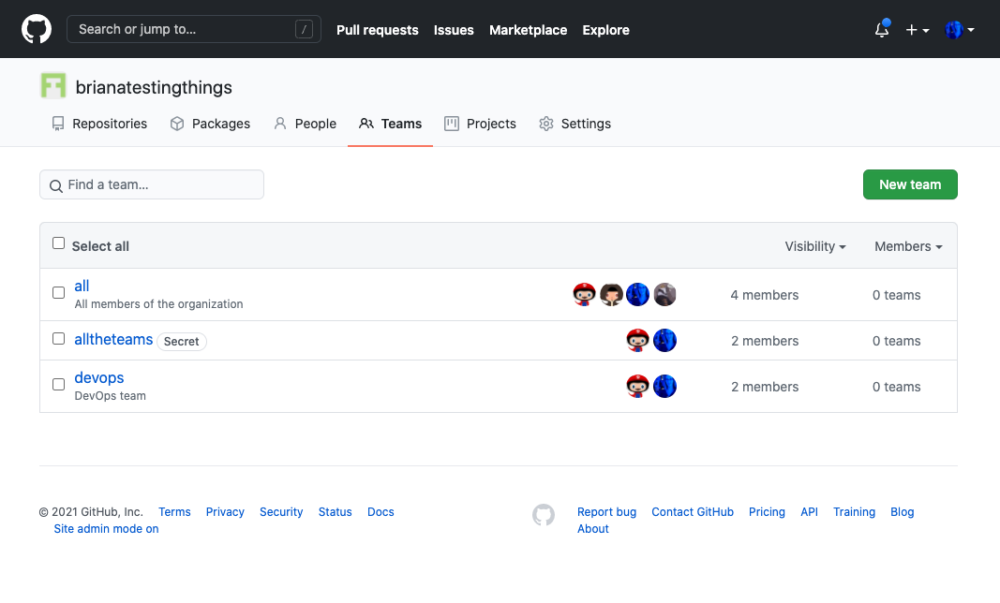 Search or jump to... /
Pull requests Issues Marketplace Explore
brianatestingthings
Repositories Packages People Teams Projects Settings
Find a team...
New team
Select all Visibility Members
all
All members of the organization
4 members 0 teams
alltheteams Secret
2 members 0 teams
devops
DevOps team
2 members 0 teams
© 2021 GitHub, Inc. Terms Privacy Security Status Docs
Site admin mode on
Report bug Contact GitHub Pricing API Training Blog
About